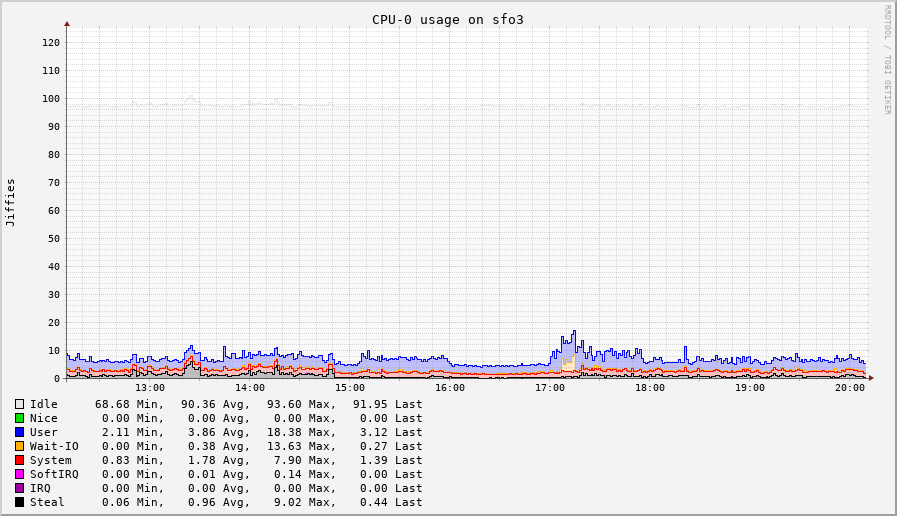 CPU-0 usage on sfo3
RRDTOOL / TOBI OETIKER
Jiffies
120
110
100
90
80
70
60
50
40
30
20
10
0
13:00 14:00 15:00 16:00 17:00 18:00 19:00 20:00
Idle 68.68 Min, 90.36 Avg, 93.60 Max, 91.95 Last
Nice 0.00 Min, 0.00 Avg, 0.00 Max, 0.00 Last
User 2.11 Min, 3.86 Avg, 18.38 Max, 3.12 Last
Wait-IO 0.00 Min, 0.38 Avg, 13.63 Max, 0.27 Last
System 0.83 Min, 1.78 Avg, 7.90 Max, 1.39 Last
SoftIRQ 0.00 Min, 0.01 Avg, 0.14 Max, 0.00 Last
IRQ 0.00 Min, 0.00 Avg, 0.00 Max, 0.00 Last
Steal 0.06 Min, 0.96 Avg, 9.02 Max, 0.44 Last